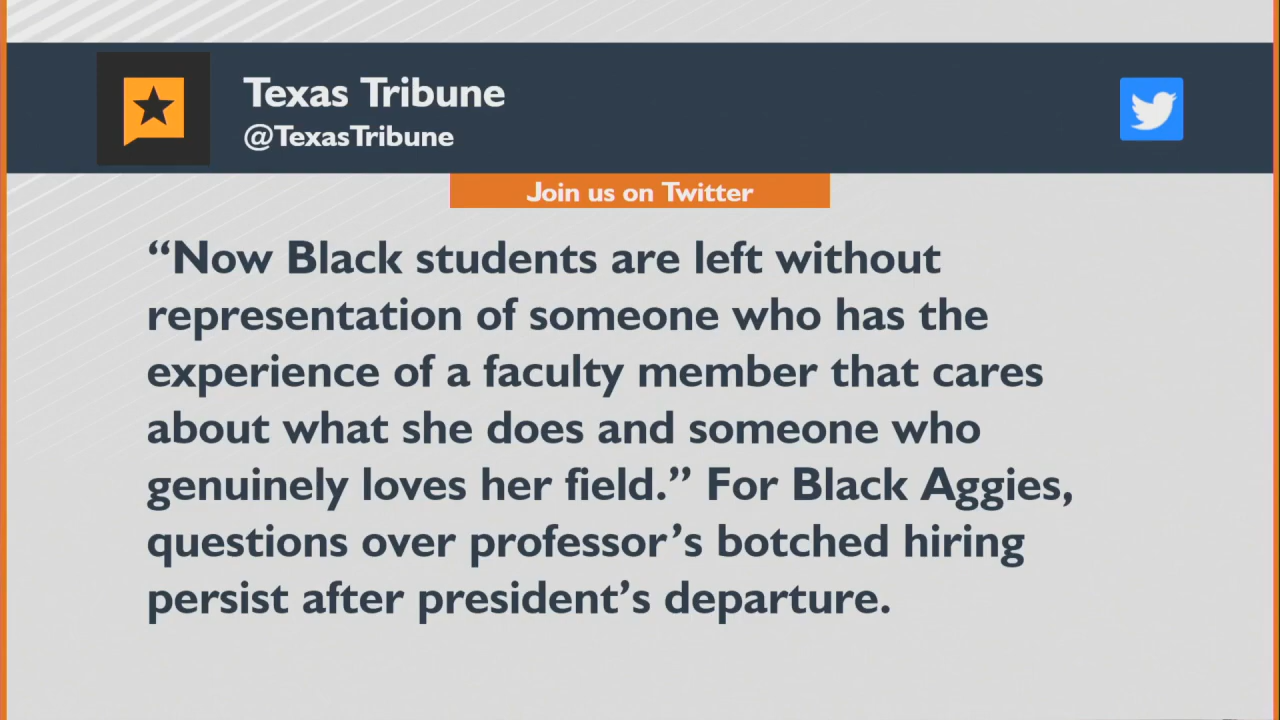 Texas Tribune
@TexasTribune
Join us on Twitter
“Now Black students are left without
representation of someone who has the
experience of a faculty member that cares
about what she does and someone who
genuinely loves her field.” For Black Aggies,
questions over professor’s botched hiring
persist after president’s departure.